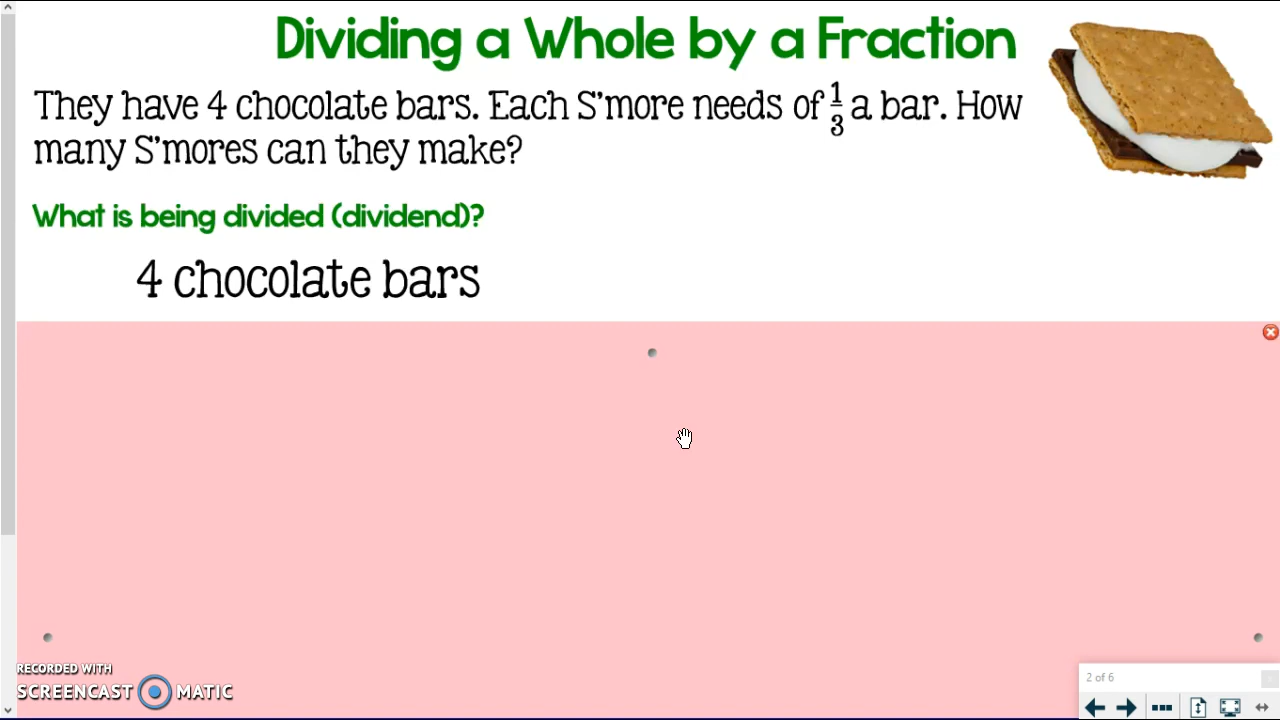 Dividing a Whole by a Fraction
They have 4 chocolate bars. Each S'more needs of 1/3 a bar. How
many S'mores can they make?
What is being divided (dividend)?
4 chocolate bars
RECORDED WITH
SCREENCAST MATIC
2 of 6